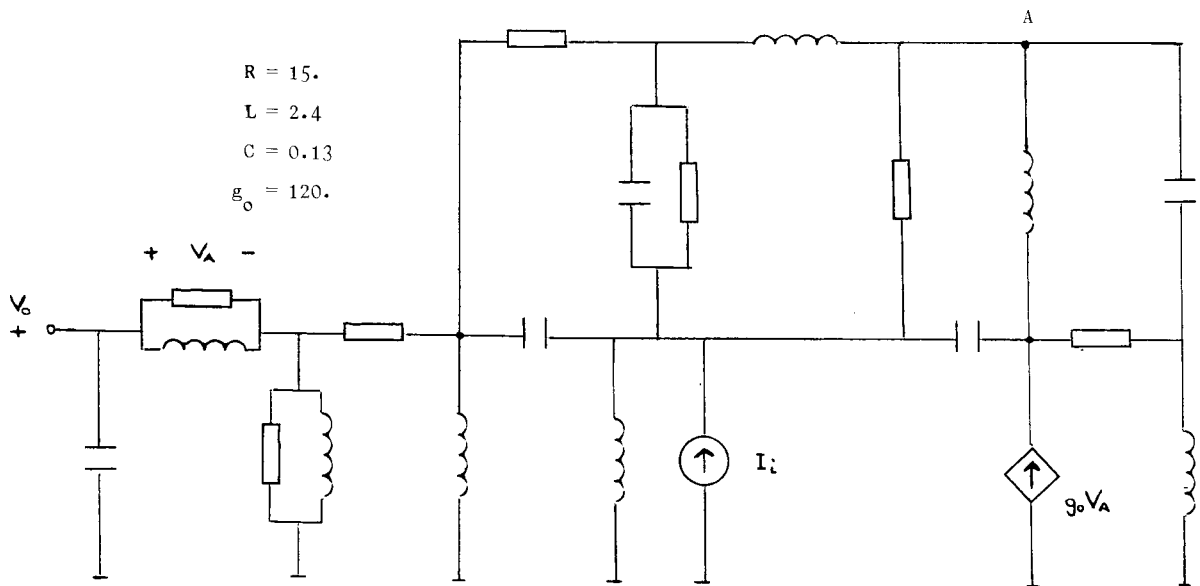 A
R = 15.
L = 2.4
C = 0.13
g₀ = 120.
+ V_A -
V₀
+
I_i
g₀V_A